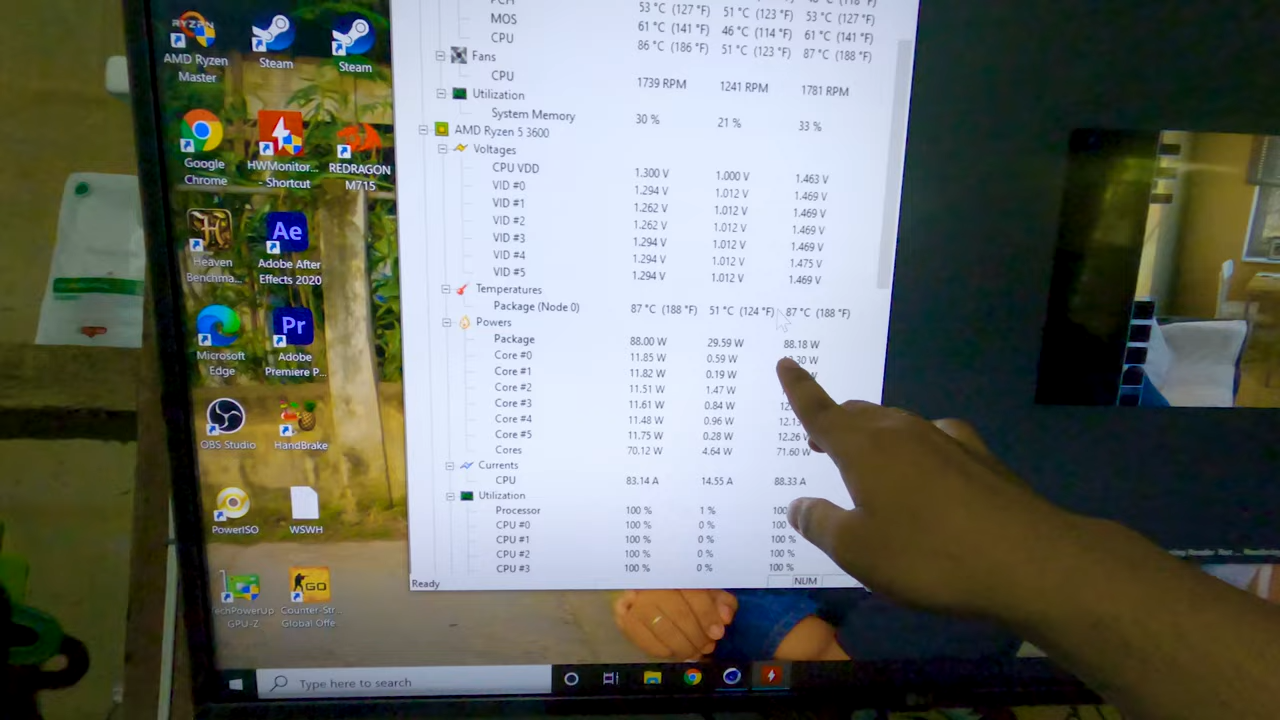 AMD Ryzen Master
Steam
Steam
Google Chrome
HWMonitor... - Shortcut
REDRAGON M715
Heaven Benchma...
Adobe After Effects 2020
Microsoft Edge
Adobe Premiere P...
OBS Studio
HandBrake
PowerISO
WSWH
TechPowerUp GPU-Z
Counter-Str... Global Offe...
53 °C (127 °F) 51 °C (123 °F) 53 °C (127 °F)
MOS 61 °C (141 °F) 46 °C (114 °F) 61 °C (141 °F)
CPU 86 °C (186 °F) 51 °C (123 °F) 87 °C (188 °F)
Fans
CPU 1739 RPM 1241 RPM 1781 RPM
Utilization
System Memory 30 % 21 % 33 %
AMD Ryzen 5 3600
Voltages
CPU VDD 1.300 V 1.000 V 1.463 V
VID #0 1.294 V 1.012 V 1.469 V
VID #1 1.262 V 1.012 V 1.469 V
VID #2 1.262 V 1.012 V 1.469 V
VID #3 1.294 V 1.012 V 1.469 V
VID #4 1.294 V 1.012 V 1.475 V
VID #5 1.294 V 1.012 V 1.469 V
Temperatures
Package (Node 0) 87 °C (188 °F) 51 °C (124 °F) 87 °C (188 °F)
Powers
Package 88.00 W 29.59 W 88.18 W
Core #0 11.85 W 0.59 W
Core #1 11.82 W 0.19 W
Core #2 11.51 W 1.47 W
Core #3 11.61 W 0.84 W
Core #4 11.48 W 0.96 W
Core #5 11.75 W 0.28 W 12.26 W
Cores 70.12 W 4.64 W 71.60 W
Currents
CPU 83.14 A 14.55 A 88.33 A
Utilization
Processor 100 % 1 % 100
CPU #0 100 % 0 % 100 %
CPU #1 100 % 0 % 100 %
CPU #2 100 % 0 % 100 %
CPU #3 100 % 0 % 100 %
Ready NUM
Type here to search